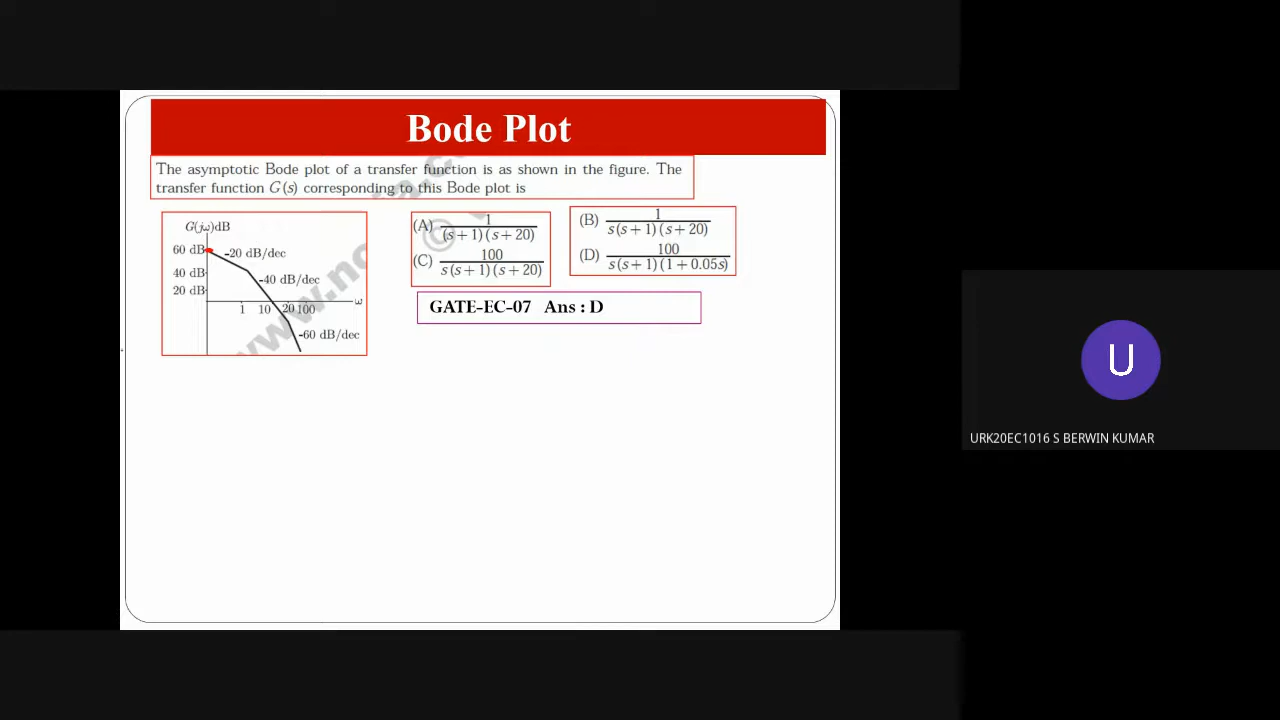 Bode Plot
The asymptotic Bode plot of a transfer function is as shown in the figure. The
transfer function G(s) corresponding to this Bode plot is
G(jω)dB
60 dB
-20 dB/dec
40 dB
-40 dB/dec
20 dB
1 10 20 100
ω
-60 dB/dec
(A) 1/(s+1)(s+20)
(B) 1/s(s+1)(s+20)
(C) 100/s(s+1)(s+20)
(D) 100/s(s+1)(1+0.05s)
GATE-EC-07 Ans : D
U
URK20EC1016 S BERWIN KUMAR